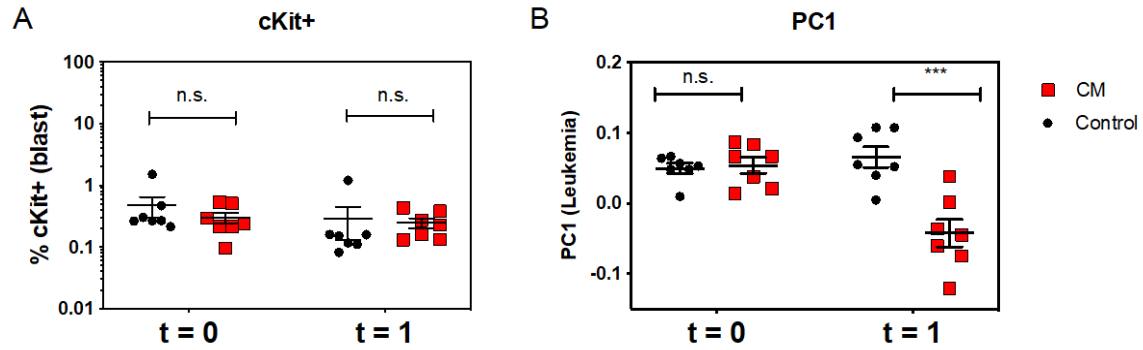 A
cKit+
% cKit+ (blast)
100
10
1
0.1
0.01
n.s.
n.s.
t = 0
t = 1
B
PC1
PC1 (Leukemia)
0.2
0.1
0.0
-0.1
n.s.
***
t = 0
t = 1
CM
Control